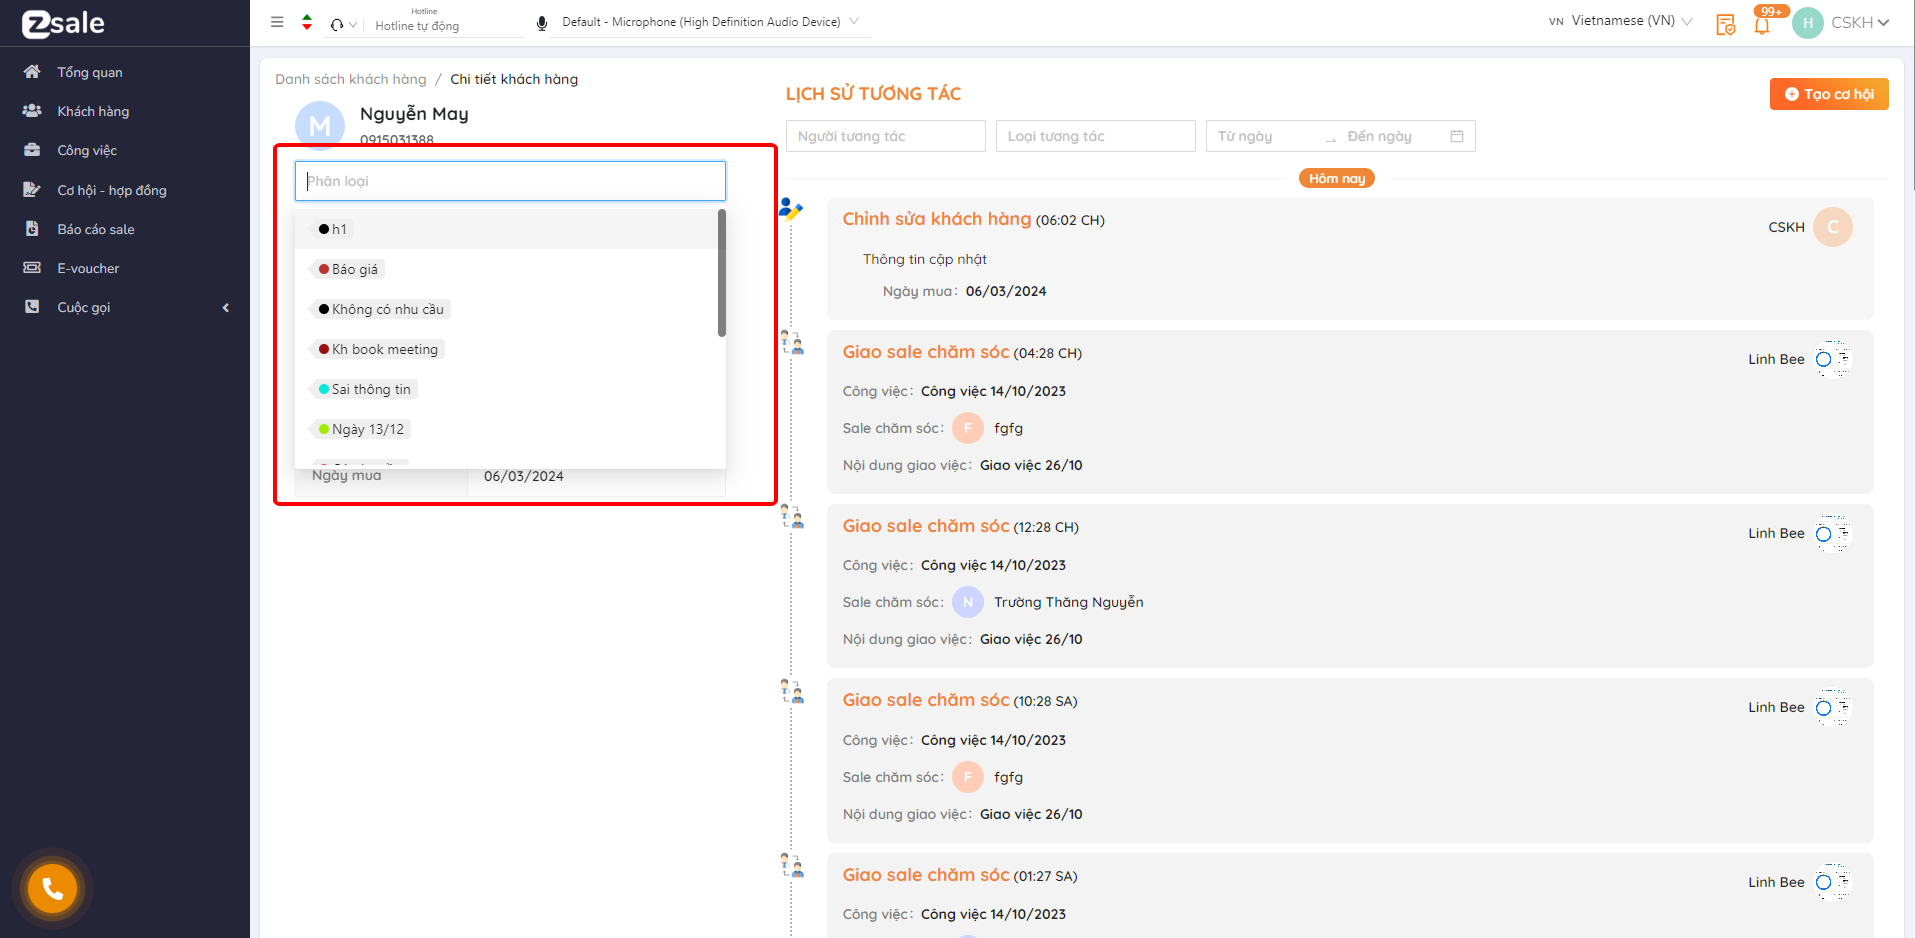 Zsale
Tổng quan
Khách hàng
Công việc
Cơ hội - hợp đồng
Báo cáo sale
E-voucher
Cuộc gọi
Hotline
Hotline tự động
Default - Microphone (High Definition Audio Device)
VN Vietnamese (VN)
99+
H CSKH
Danh sách khách hàng / Chi tiết khách hàng
M Nguyễn May
0915031388
Phân loại
h1
Báo giá
Không có nhu cầu
Kh book meeting
Sai thông tin
Ngày 13/12
Ngày mua 06/03/2024
LỊCH SỬ TƯƠNG TÁC
Tạo cơ hội
Người tương tác Loại tương tác Từ ngày Đến ngày
Hôm nay
Chỉnh sửa khách hàng (06:02 CH) CSKH C
Thông tin cập nhật
Ngày mua: 06/03/2024
Giao sale chăm sóc (04:28 CH) Linh Bee
Công việc: Công việc 14/10/2023
Sale chăm sóc: F fgfg
Nội dung giao việc: Giao việc 26/10
Giao sale chăm sóc (12:28 CH) Linh Bee
Công việc: Công việc 14/10/2023
Sale chăm sóc: N Trường Thăng Nguyễn
Nội dung giao việc: Giao việc 26/10
Giao sale chăm sóc (10:28 SA) Linh Bee
Công việc: Công việc 14/10/2023
Sale chăm sóc: F fgfg
Nội dung giao việc: Giao việc 26/10
Giao sale chăm sóc (01:27 SA) Linh Bee
Công việc: Công việc 14/10/2023